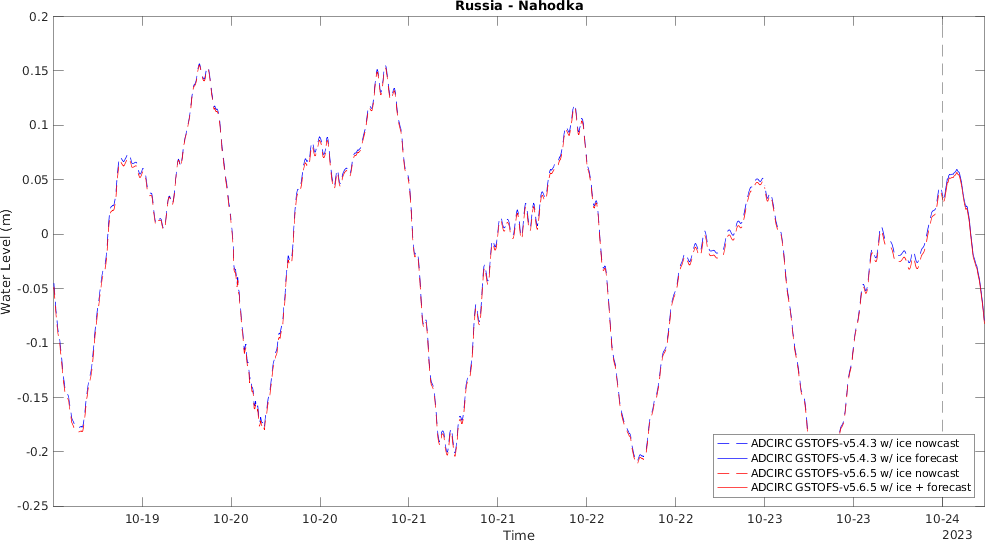 Russia - Nahodka
0.2
0.15
0.1
0.05
0
-0.05
-0.1
-0.15
-0.2
-0.25
Water Level (m)
ADCIRC GSTOFS-v5.4.3 w/ ice nowcast
ADCIRC GSTOFS-v5.4.3 w/ ice forecast
ADCIRC GSTOFS-v5.6.5 w/ ice nowcast
ADCIRC GSTOFS-v5.6.5 w/ ice + forecast
10-19 10-20 10-20 10-21 10-21 10-22 10-22 10-23 10-23 10-24
2023
Time